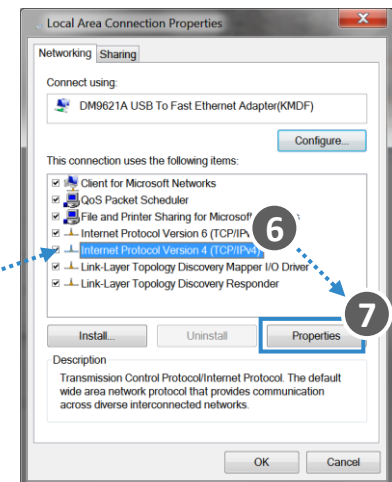 Local Area Connection Properties
Networking Sharing
Connect using:
DM9621A USB To Fast Ethernet Adapter(KMDF)
Configure...
This connection uses the following items:
Client for Microsoft Networks
QoS Packet Scheduler
File and Printer Sharing for
Internet Protocol Version 6
6
Internet Protocol Version 4 (TCP/IPv4)
Link-Layer Topology Discovery Mapper I/O Driver
Link-Layer Topology Discovery Responder
7
Install... Uninstall Properties
Description
Transmission Control Protocol/Internet Protocol. The default
wide area network protocol that provides communication
across diverse interconnected networks.
OK Cancel